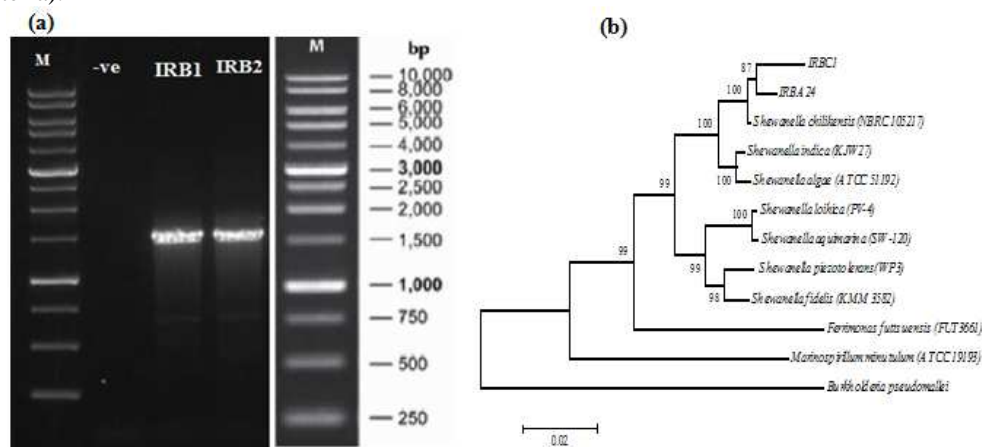 (a)
M
-ve
IRB1
IRB2
M
bp
10,000
8,000
6,000
5,000
4,000
3,000
2,500
2,000
1,500
1,000
750
500
250
(b)
87
IRBC1
IRBA 24
100
Shewanella chilikensis (NBRC 105217)
100
Shewanella indica (KJW27)
100
Shewanella algae (ATCC 51192)
99
Shewanella loihica (PV-4)
100
Shewanella aquimarina (SW-120)
99
Shewanella piezotolerans (WP3)
98
Shewanella fidelis (KMM 3582)
99
Ferrimonas futtsuensis (FUT3661)
Marinospirillum minutulum (ATCC 19193)
Burkholderia pseudomallei
0.02